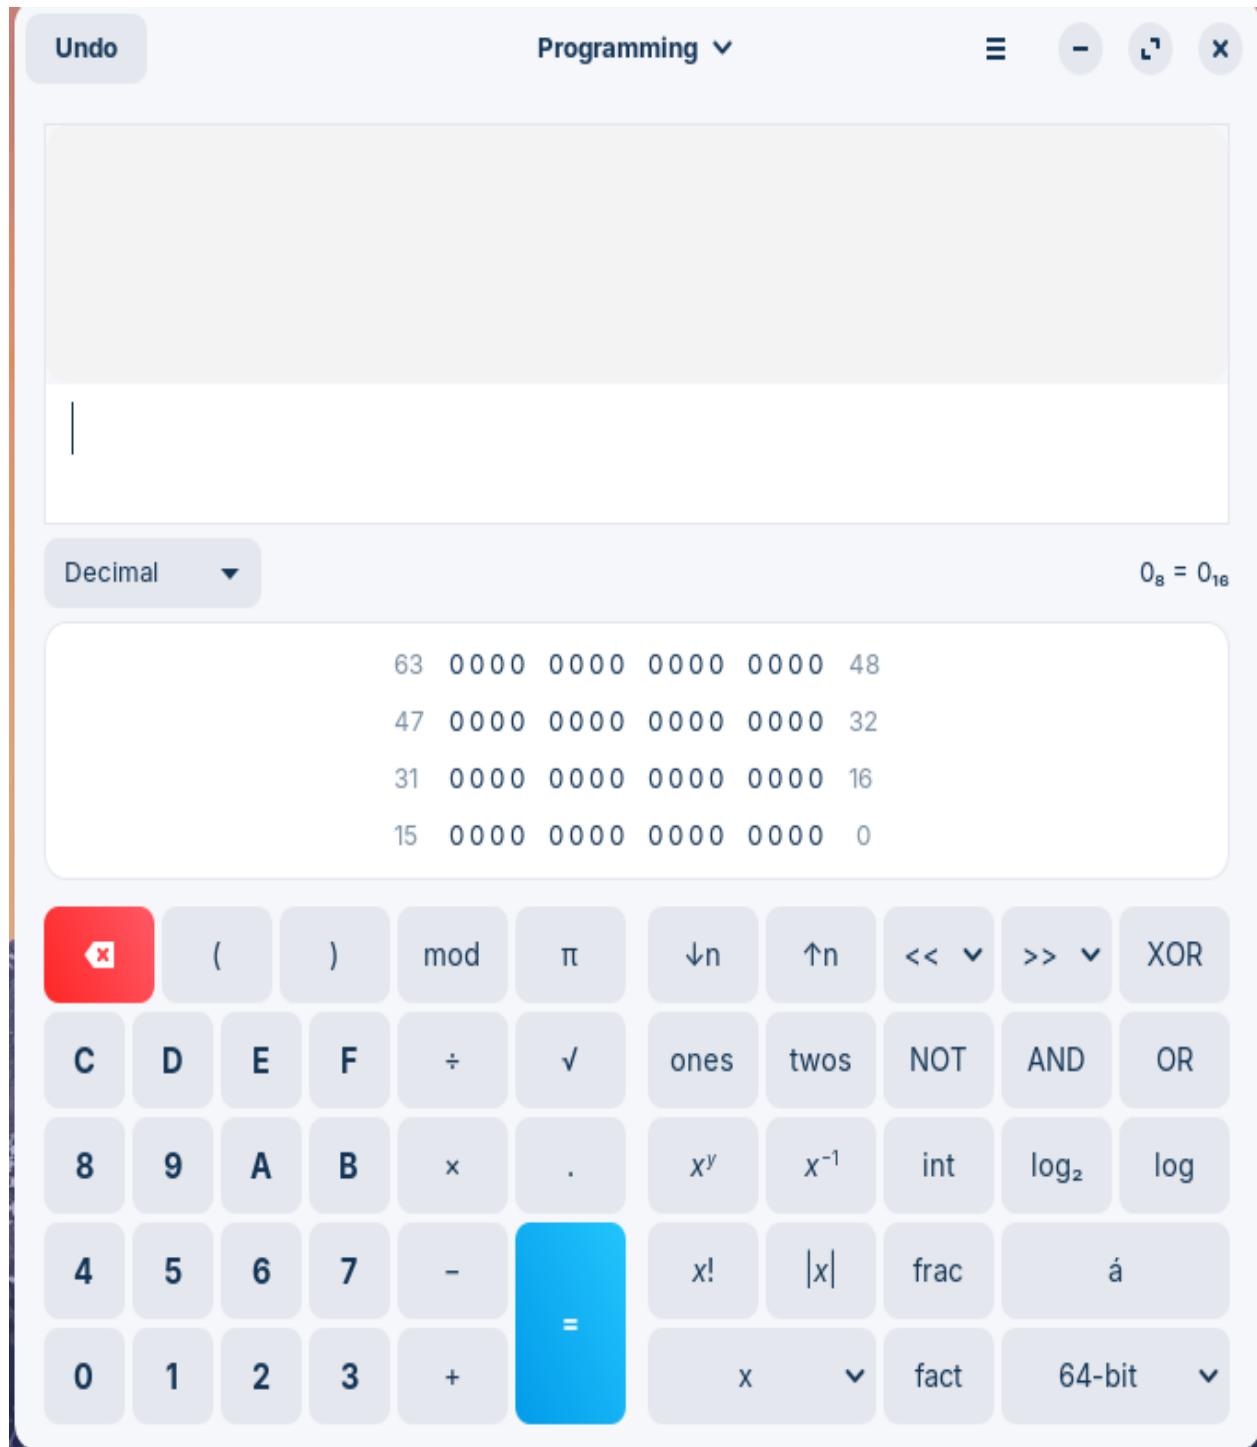 Undo Programming
0₈ = 0₁₆
Decimal
63 0000 0000 0000 0000 48
47 0000 0000 0000 0000 32
31 0000 0000 0000 0000 16
15 0000 0000 0000 0000 0
( ) mod π ↓n ↑n << >> XOR
C D E F ÷ √ ones twos NOT AND OR
8 9 A B × . xʸ x⁻¹ int log₂ log
4 5 6 7 − = x! |x| frac á
0 1 2 3 + x fact 64-bit